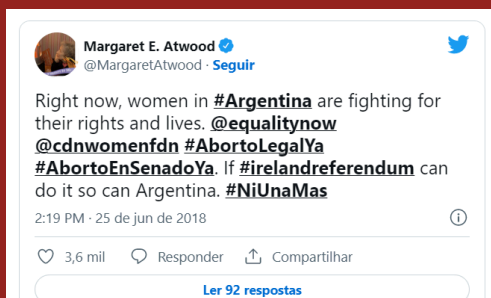 Margaret E. Atwood
@MargaretAtwood · Seguir
Right now, women in #Argentina are fighting for
their rights and lives. @equalitynow
@cdnwomenfdn #AbortoLegalYa
#AbortoEnSenadoYa. If #irelandreferendum can
do it so can Argentina. #NiUnaMas
2:19 PM · 25 de jun de 2018
3,6 mil Responder Compartilhar
Ler 92 respostas